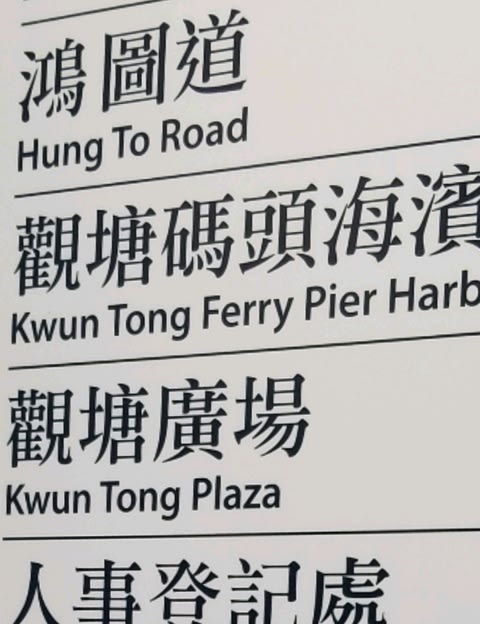 鴻圖道
Hung To Road
觀塘碼頭海濱
Kwun Tong Ferry Pier Harb
觀塘廣場
Kwun Tong Plaza
人事登記處